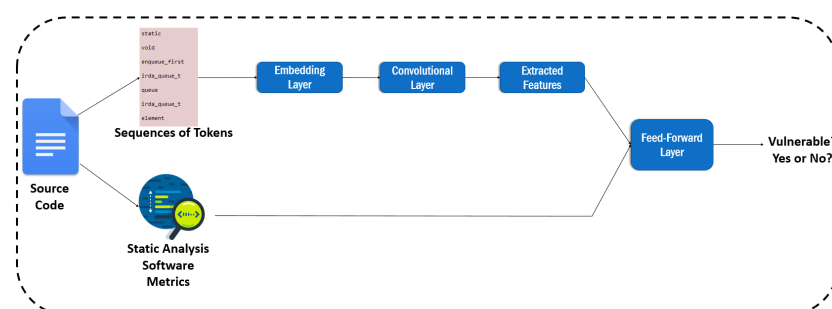 static
void
enqueue_first
irda_queue_t
queue
irda_queue_t
element
Sequences of Tokens
Embedding
Layer
Convolutional
Layer
Extracted
Features
Feed-Forward
Layer
Vulnerable?
Yes or No?
Source
Code
Static Analysis
Software
Metrics